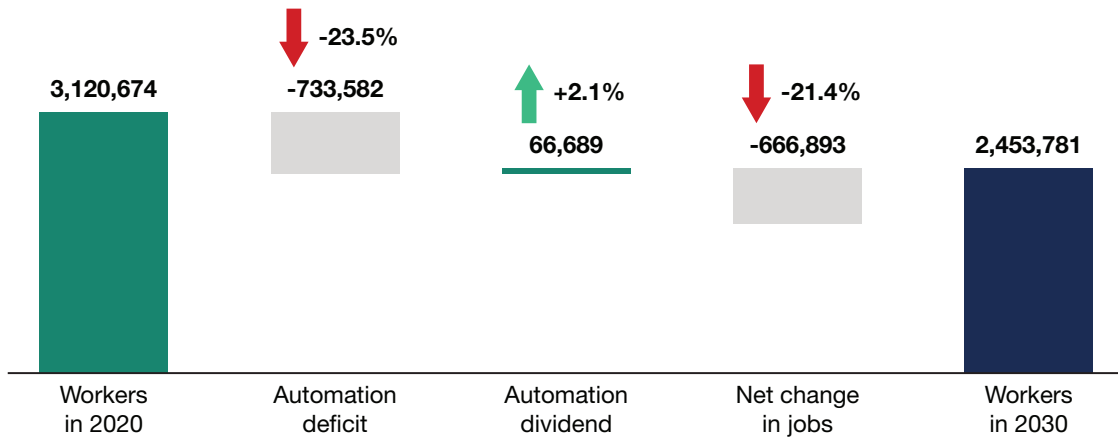 -23.5%
3,120,674
-733,582
+2.1%
66,689
-21.4%
-666,893
2,453,781
Workers
in 2020
Automation
deficit
Automation
dividend
Net change
in jobs
Workers
in 2030